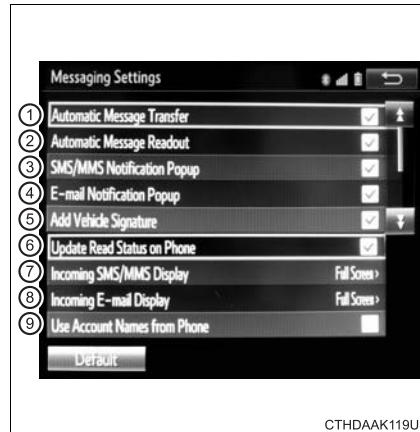 Messaging Settings
1 Automatic Message Transfer
2 Automatic Message Readout
3 SMS/MMS Notification Popup
4 E-mail Notification Popup
5 Add Vehicle Signature
6 Update Read Status on Phone
7 Incoming SMS/MMS Display Full Screen >
8 Incoming E-mail Display Full Screen >
9 Use Account Names from Phone
Default
CTHDAAK119U